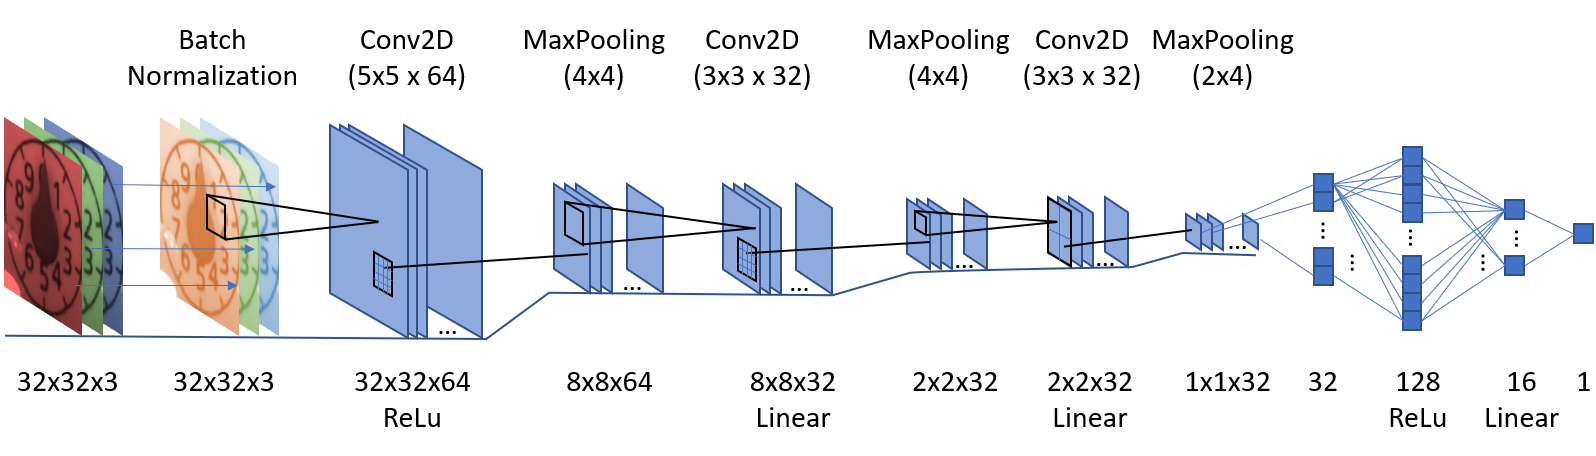 Batch
Normalization
Conv2D
(5x5 x 64)
MaxPooling
(4x4)
Conv2D
(3x3 x 32)
MaxPooling
(4x4)
Conv2D
(3x3 x 32)
MaxPooling
(2x4)
...
...
...
...
...
...
32x32x3
32x32x3
32x32x64
ReLu
8x8x64
8x8x32
Linear
2x2x32
2x2x32
Linear
1x1x32
32
128
ReLu
16
Linear
1